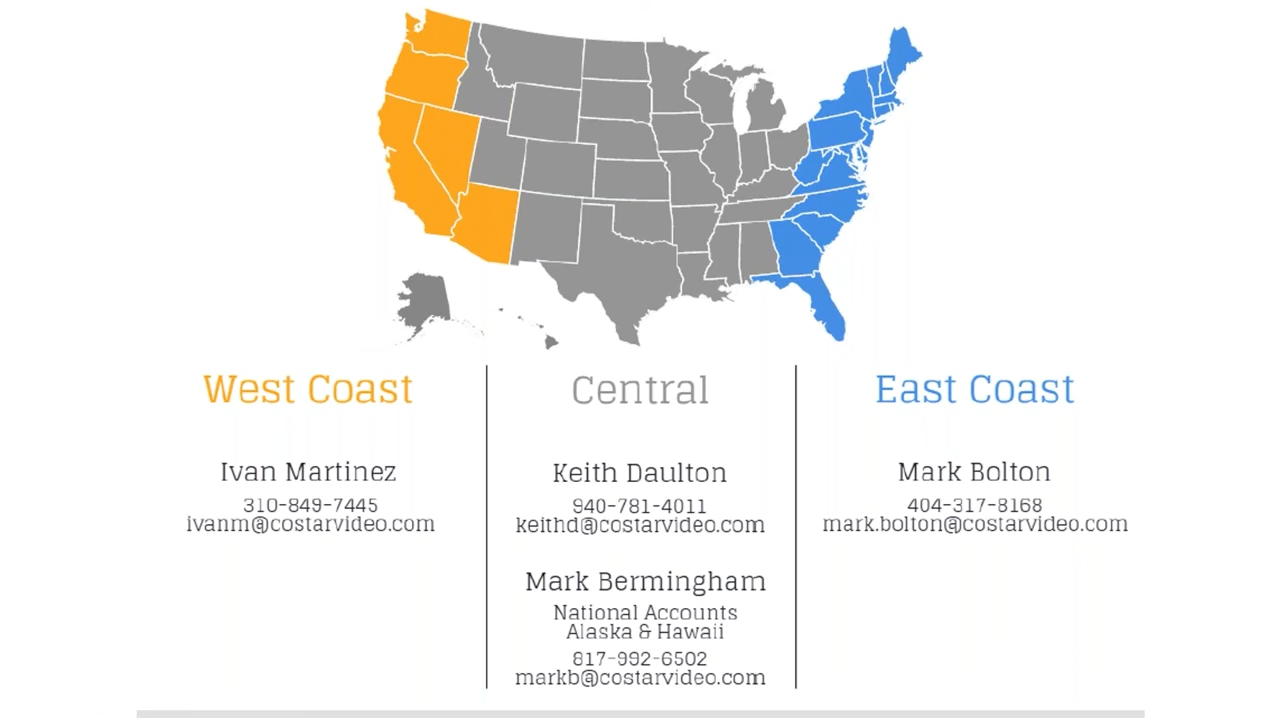 West Coast
Ivan Martinez
310-849-7445
ivanm@costarvideo.com
Central
Keith Daulton
940-781-4011
keithd@costarvideo.com
Mark Bermingham
National Accounts
Alaska & Hawaii
817-992-6502
markb@costarvideo.com
East Coast
Mark Bolton
404-317-8168
mark.bolton@costarvideo.com